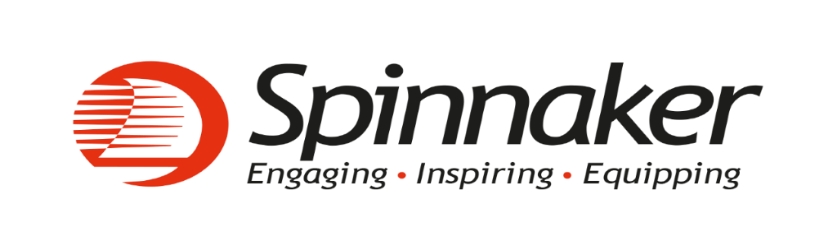 Spinnaker
Engaging • Inspiring • Equipping